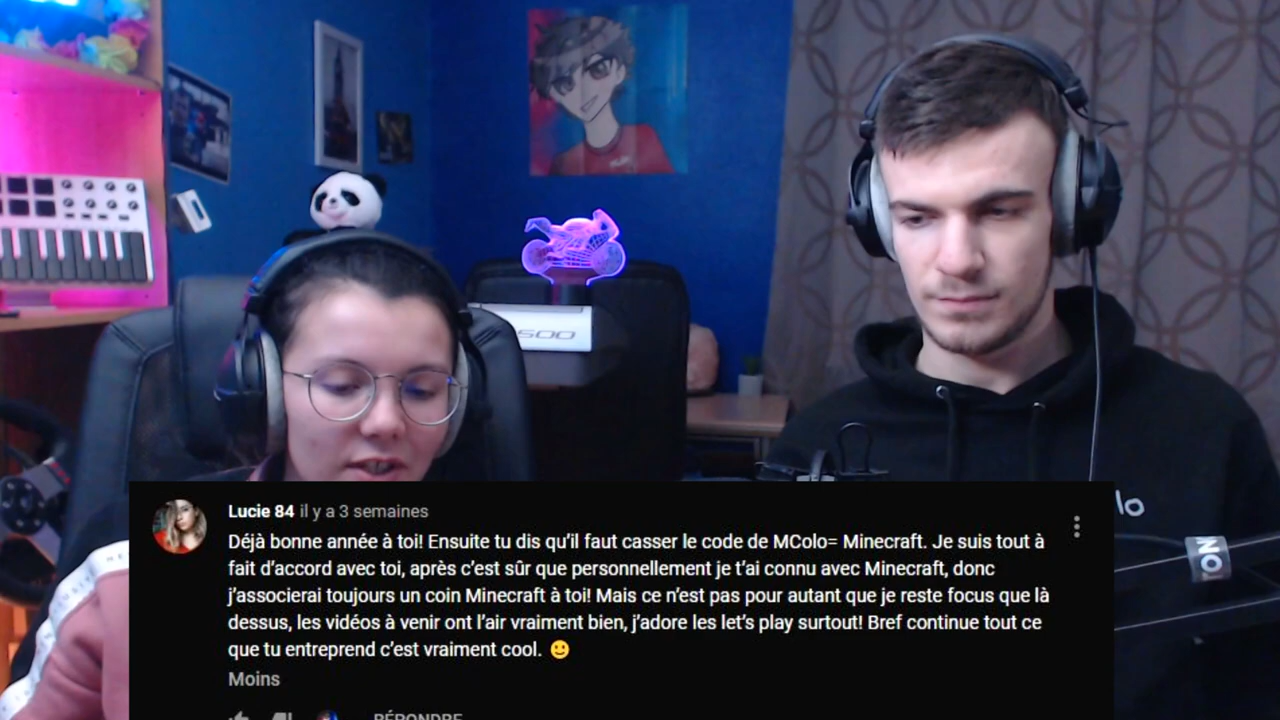 500
lo
NO
Lucie 84 il y a 3 semaines
Déjà bonne année à toi! Ensuite tu dis qu'il faut casser le code de MColo= Minecraft. Je suis tout à
fait d'accord avec toi, après c'est sûr que personnellement je t'ai connu avec Minecraft, donc
j'associerai toujours un coin Minecraft à toi! Mais ce n'est pas pour autant que je reste focus que là
dessus, les vidéos à venir ont l'air vraiment bien, j'adore les let's play surtout! Bref continue tout ce
que tu entreprend c'est vraiment cool. 🙂
Moins
RÉPONDRE